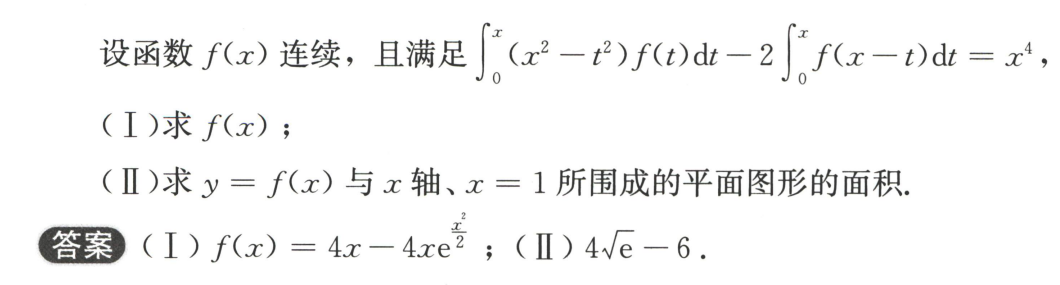 设函数 f(x) 连续，且满足∫₀ˣ(x² − t²)f(t)dt − 2∫₀ˣ f(x − t)dt = x⁴，
(Ⅰ)求 f(x)；
(Ⅱ)求 y = f(x) 与 x 轴、x = 1 所围成的平面图形的面积.
答案 (Ⅰ) f(x) = 4x − 4xe^{x²/2}；(Ⅱ) 4√e − 6.